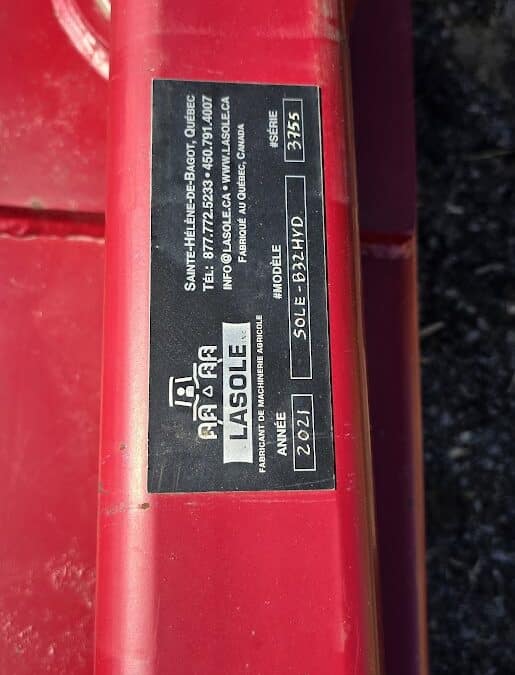 LASOLE INC.
FABRICANT DE MACHINERIE AGRICOLE
SAINTE-HÉLÈNE-DE-BAGOT, QUÉBEC
TÉL: 877.772.5233 • 450.791.4007
INFO@LASOLE.CA • WWW.LASOLE.CA
FABRIQUÉ AU QUÉBEC, CANADA
ANNÉE #MODÈLE #SÉRIE
2021 SOLE-B32HYD 3755